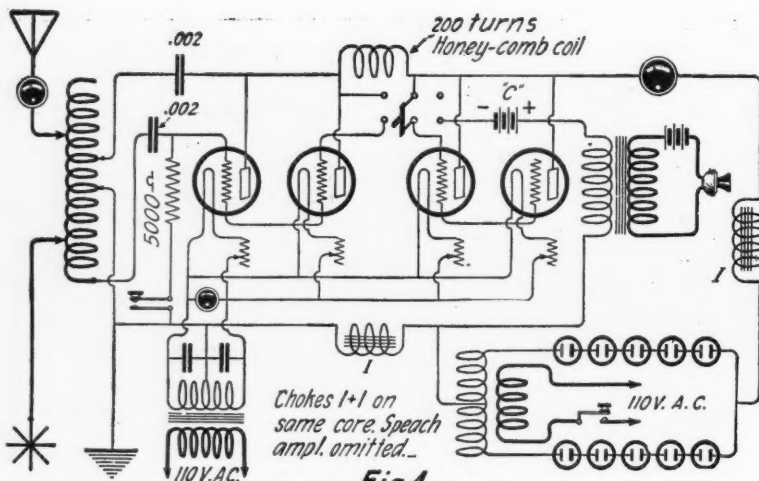 200 turns
Honey-comb coil
.002
.002
"C"
- +
5000 Ω
I
I
Chokes I+I on
same core. Speach
ampl. omitted._
110 V. A. C.
110 V. A.C.
Fig. 4